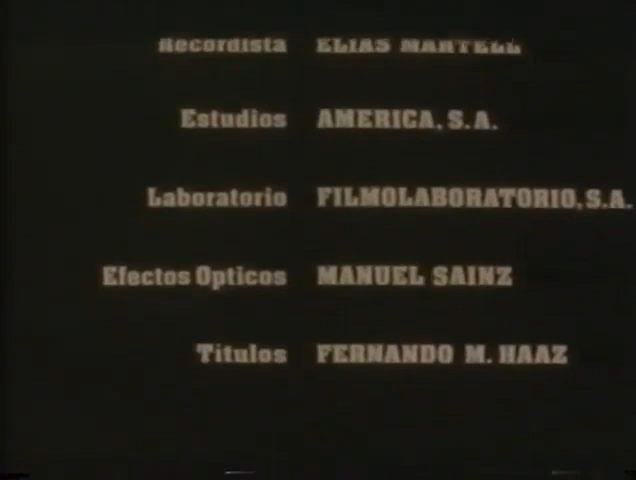 Recordista ELIAS MARTELL
Estudios AMERICA, S.A.
Laboratorio FILMOLABORATORIO, S.A.
Efectos Opticos MANUEL SAINZ
Titulos FERNANDO M. HAAZ